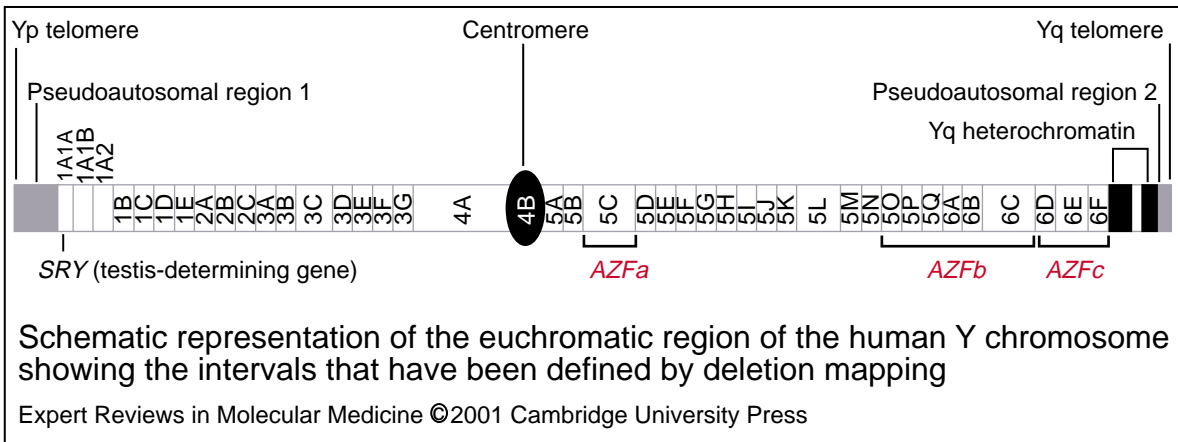 Yp telomere
Centromere
Yq telomere
Pseudoautosomal region 1
Pseudoautosomal region 2
Yq heterochromatin
1A1A
1A1B
1A2
1B
1C
1D
1E
2A
2B
2C
3A
3B
3C
3D
3E
3F
3G
4A
4B
5A
5B
5C
5D
5E
5F
5G
5H
5I
5J
5K
5L
5M
5N
5O
5P
5Q
6A
6B
6C
6D
6E
6F
SRY (testis-determining gene)
AZFa
AZFb
AZFc
Schematic representation of the euchromatic region of the human Y chromosome
showing the intervals that have been defined by deletion mapping
Expert Reviews in Molecular Medicine ©2001 Cambridge University Press